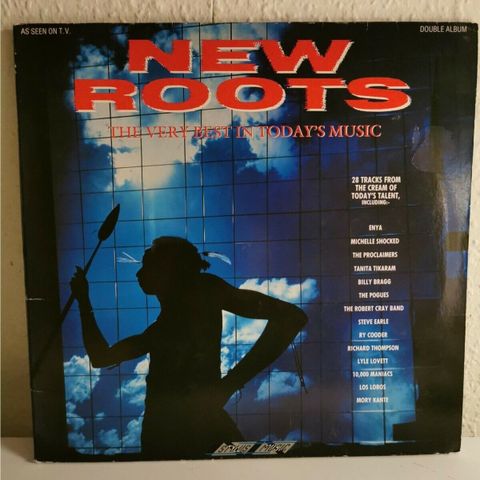 AS SEEN ON T.V.
DOUBLE ALBUM
NEW
ROOTS
THE VERY BEST IN TODAY'S MUSIC
28 TRACKS FROM
THE CREAM OF
TODAY'S TALENT,
INCLUDING:-
ENYA
MICHELLE SHOCKED
THE PROCLAIMERS
TANITA TIKARAM
BILLY BRAGG
THE POGUES
THE ROBERT CRAY BAND
STEVE EARLE
RY COODER
RICHARD THOMPSON
LYLE LOVETT
10,000 MANIACS
LOS LOBOS
MORY KANTE